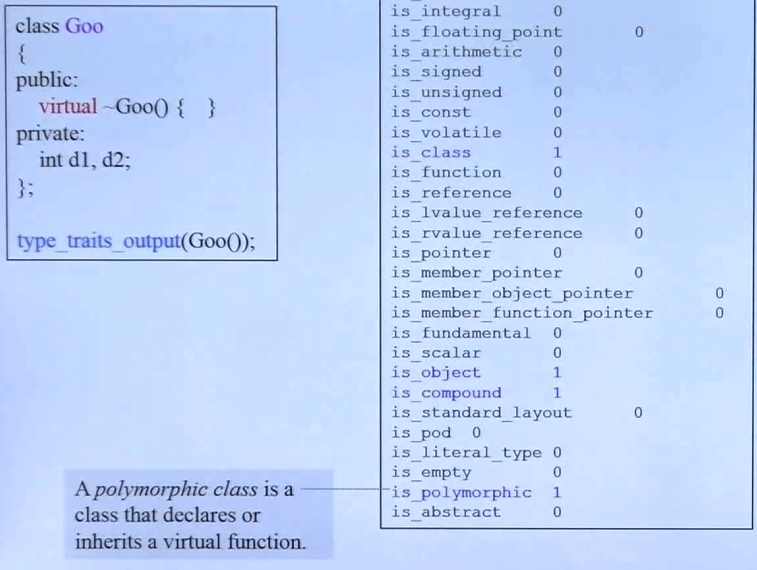 class Goo
{
public:
virtual ~Goo() { }
private:
int d1, d2;
};
type_traits_output(Goo());
is_integral 0
is_floating_point 0
is_arithmetic 0
is_signed 0
is_unsigned 0
is_const 0
is_volatile 0
is_class 1
is_function 0
is_reference 0
is_lvalue_reference 0
is_rvalue_reference 0
is_pointer 0
is_member_pointer 0
is_member_object_pointer 0
is_member_function_pointer 0
is_fundamental 0
is_scalar 0
is_object 1
is_compound 1
is_standard_layout 0
is_pod 0
is_literal_type 0
is_empty 0
is_polymorphic 1
is_abstract 0
A polymorphic class is a
class that declares or
inherits a virtual function.